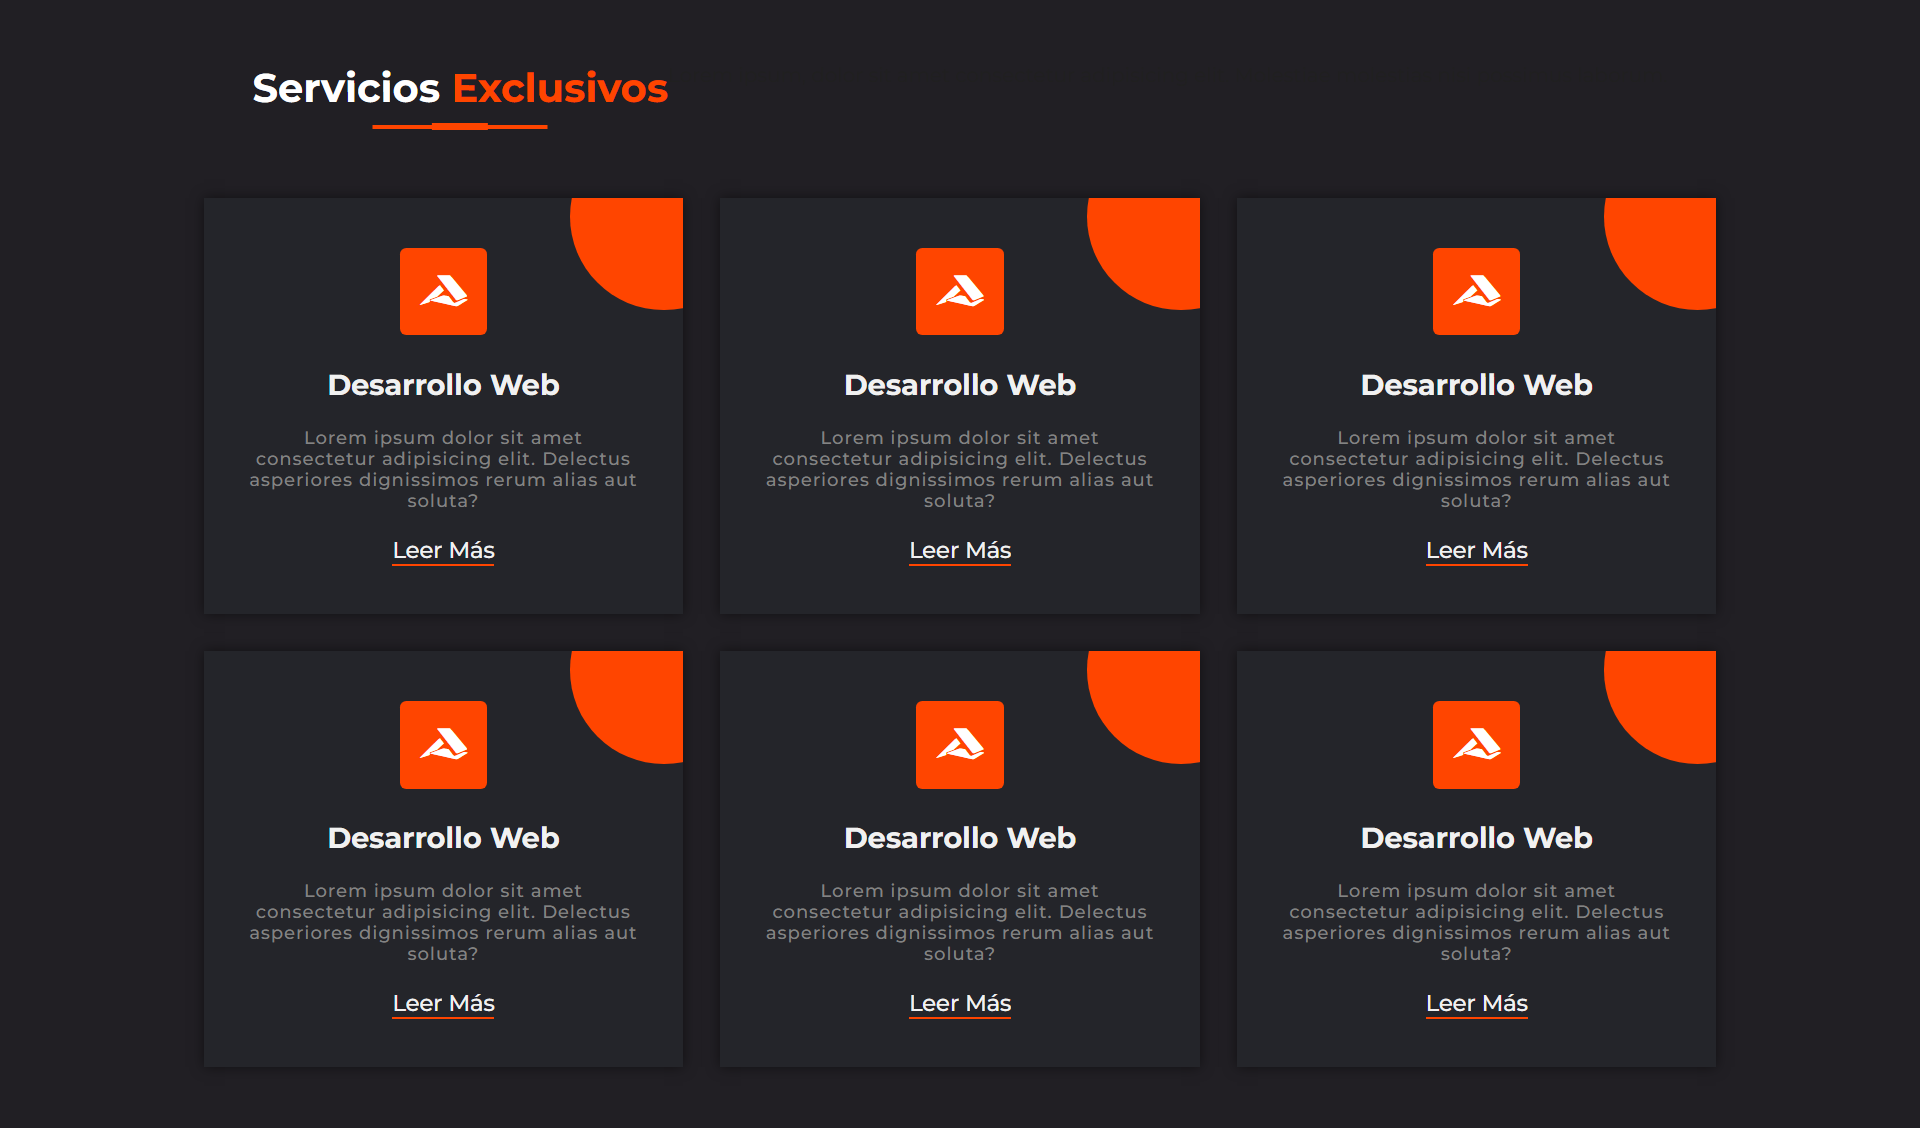 Servicios Exclusivos
Desarrollo Web
Lorem ipsum dolor sit amet
consectetur adipisicing elit. Delectus
asperiores dignissimos rerum alias aut
soluta?
Leer Más
Desarrollo Web
Lorem ipsum dolor sit amet
consectetur adipisicing elit. Delectus
asperiores dignissimos rerum alias aut
soluta?
Leer Más
Desarrollo Web
Lorem ipsum dolor sit amet
consectetur adipisicing elit. Delectus
asperiores dignissimos rerum alias aut
soluta?
Leer Más
Desarrollo Web
Lorem ipsum dolor sit amet
consectetur adipisicing elit. Delectus
asperiores dignissimos rerum alias aut
soluta?
Leer Más
Desarrollo Web
Lorem ipsum dolor sit amet
consectetur adipisicing elit. Delectus
asperiores dignissimos rerum alias aut
soluta?
Leer Más
Desarrollo Web
Lorem ipsum dolor sit amet
consectetur adipisicing elit. Delectus
asperiores dignissimos rerum alias aut
soluta?
Leer Más